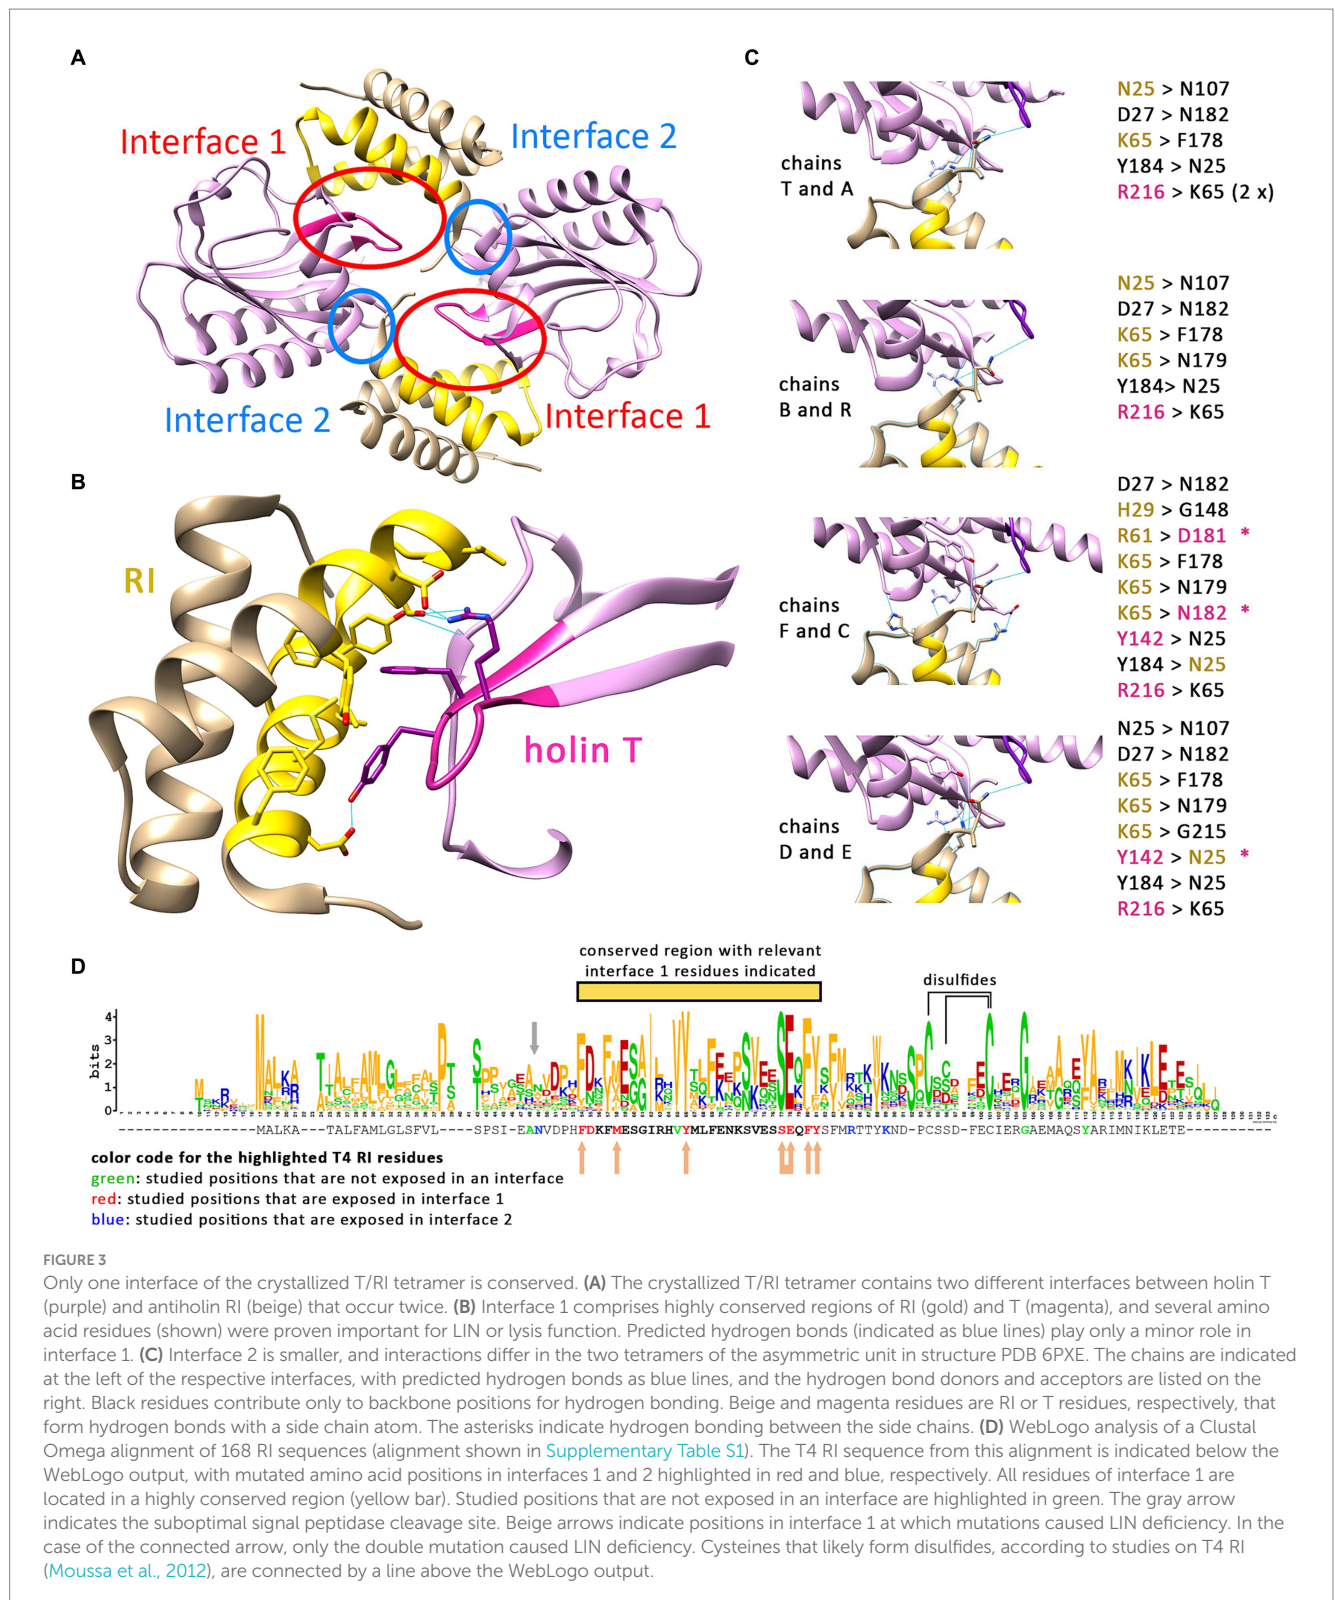 A
Interface 1
Interface 2
Interface 2
Interface 1
B
RI
holin T
C
chains
T and A
N25 > N107
D27 > N182
K65 > F178
Y184 > N25
R216 > K65 (2 x)
chains
B and R
N25 > N107
D27 > N182
K65 > F178
K65 > N179
Y184> N25
R216 > K65
chains
F and C
D27 > N182
H29 > G148
R61 > D181 *
K65 > F178
K65 > N179
K65 > N182 *
Y142 > N25
Y184 > N25
R216 > K65
chains
D and E
N25 > N107
D27 > N182
K65 > F178
K65 > N179
K65 > G215
Y142 > N25 *
Y184 > N25
R216 > K65
D
conserved region with relevant
interface 1 residues indicated
disulfides
bits
4
3
2
1
0
---MALKA---TALFAMLGLSFVL----SPSI-EANVDPHFDKFMESGIRHVYMLFENKSVESSEQFYSFMRTTYKND-PCSSD-FECIERGAEMAQSYARIMNIKLETE---
color code for the highlighted T4 RI residues
green: studied positions that are not exposed in an interface
red: studied positions that are exposed in interface 1
blue: studied positions that are exposed in interface 2
FIGURE 3
Only one interface of the crystallized T/RI tetramer is conserved. (A) The crystallized T/RI tetramer contains two different interfaces between holin T
(purple) and antiholin RI (beige) that occur twice. (B) Interface 1 comprises highly conserved regions of RI (gold) and T (magenta), and several amino
acid residues (shown) were proven important for LIN or lysis function. Predicted hydrogen bonds (indicated as blue lines) play only a minor role in
interface 1. (C) Interface 2 is smaller, and interactions differ in the two tetramers of the asymmetric unit in structure PDB 6PXE. The chains are indicated
at the left of the respective interfaces, with predicted hydrogen bonds as blue lines, and the hydrogen bond donors and acceptors are listed on the
right. Black residues contribute only to backbone positions for hydrogen bonding. Beige and magenta residues are RI or T residues, respectively, that
form hydrogen bonds with a side chain atom. The asterisks indicate hydrogen bonding between the side chains. (D) WebLogo analysis of a Clustal
Omega alignment of 168 RI sequences (alignment shown in Supplementary Table S1). The T4 RI sequence from this alignment is indicated below the
WebLogo output, with mutated amino acid positions in interfaces 1 and 2 highlighted in red and blue, respectively. All residues of interface 1 are
located in a highly conserved region (yellow bar). Studied positions that are not exposed in an interface are highlighted in green. The gray arrow
indicates the suboptimal signal peptidase cleavage site. Beige arrows indicate positions in interface 1 at which mutations caused LIN deficiency. In the
case of the connected arrow, only the double mutation caused LIN deficiency. Cysteines that likely form disulfides, according to studies on T4 RI
(Moussa et al., 2012), are connected by a line above the WebLogo output.